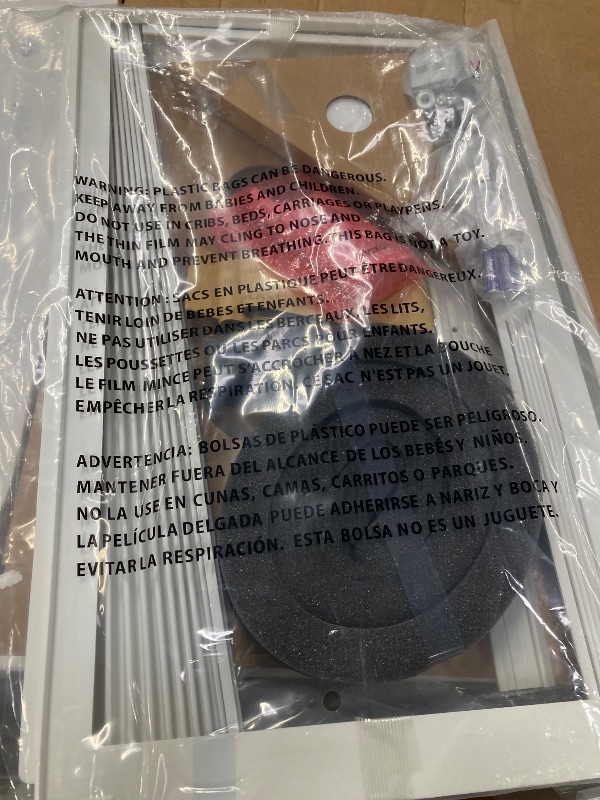 WARNING: PLASTIC BAGS CAN BE DANGEROUS.
KEEP AWAY FROM BABIES AND CHILDREN.
DO NOT USE IN CRIBS, BEDS, CARRIAGES OR PLAYPENS.
THE THIN FILM MAY CLING TO NOSE AND
MOUTH AND PREVENT BREATHING. THIS BAG IS NOT A TOY.
ATTENTION : SACS EN PLASTIQUE PEUT ÊTRE DANGEREUX.
TENIR LOIN DE BEBES ET ENFANTS.
NE PAS UTILISER DANS LES BERCEAUX, LES LITS,
LES POUSSETTES OU LES PARCS POUR ENFANTS.
LE FILM MINCE PEUT S'ACCROCHER A NEZ ET LA BOUCHE
EMPÊCHER LA RESPIRATION. CE SAC N'EST PAS UN JOUET.
ADVERTENCIA: BOLSAS DE PLÁSTICO PUEDE SER PELIGROSO.
MANTENER FUERA DEL ALCANCE DE LOS BEBÉS Y NIÑOS.
NO LA USE EN CUNAS, CAMAS, CARRITOS O PARQUES.
LA PELÍCULA DELGADA PUEDE ADHERIRSE A NARIZ Y BOCA Y
EVITAR LA RESPIRACIÓN. ESTA BOLSA NO ES UN JUGUETE.